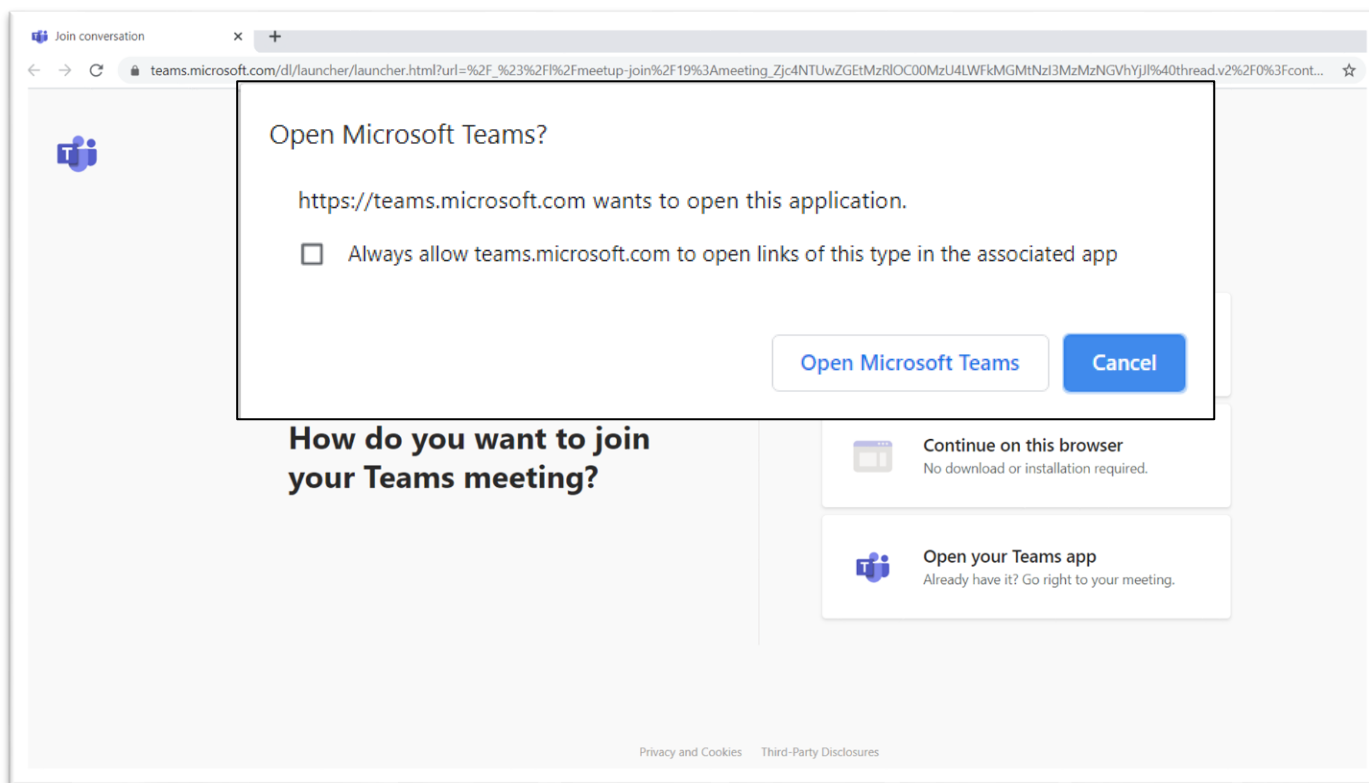 Join conversation
teams.microsoft.com/dl/launcher/launcher.html?url=%2F_%23%2Fl%2Fmeetup-join%2F19%3Ameeting_Zjc4NTUwZGEtMzRlOC00MzU4LWFkMGMtNzI3MzMzNGVhYjJl%40thread.v2%2F0%3Fcont...
Open Microsoft Teams?
https://teams.microsoft.com wants to open this application.
Always allow teams.microsoft.com to open links of this type in the associated app
Open Microsoft Teams
Cancel
How do you want to join
your Teams meeting?
Continue on this browser
No download or installation required.
Open your Teams app
Already have it? Go right to your meeting.
Privacy and Cookies
Third-Party Disclosures